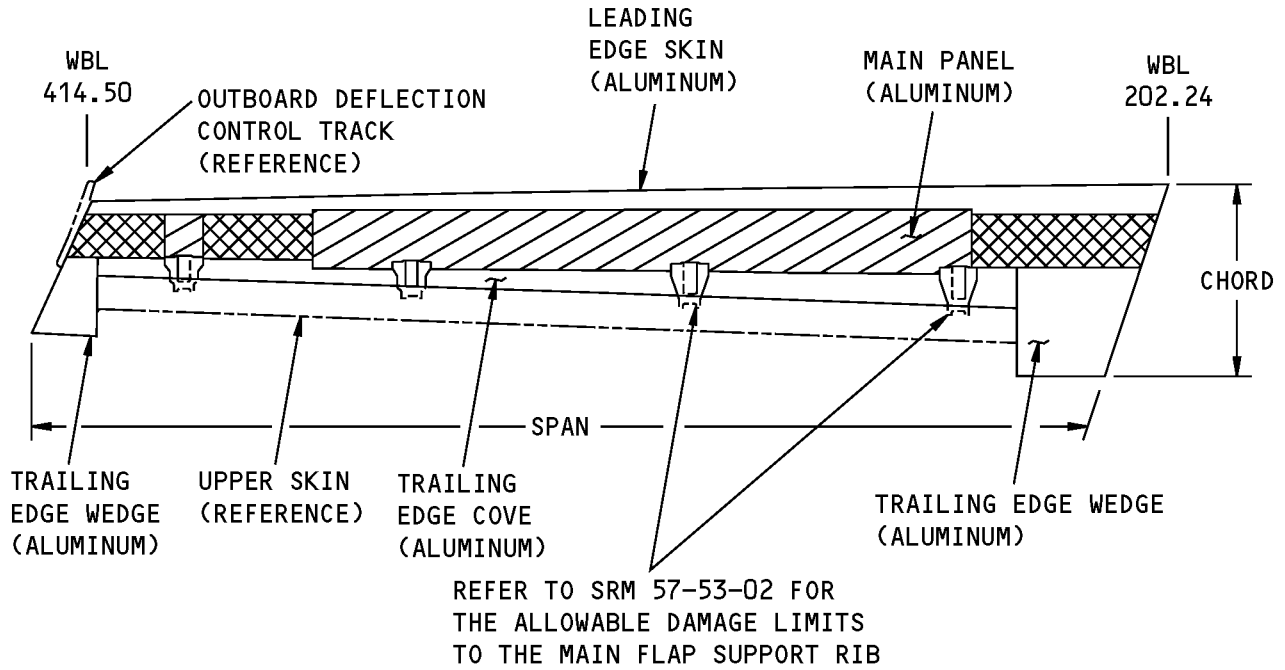 LEADING
EDGE SKIN
(ALUMINUM)
WBL
414.50
OUTBOARD DEFLECTION
CONTROL TRACK
(REFERENCE)
MAIN PANEL
(ALUMINUM)
WBL
202.24
CHORD
SPAN
TRAILING
EDGE WEDGE
(ALUMINUM)
UPPER SKIN
(REFERENCE)
TRAILING
EDGE COVE
(ALUMINUM)
TRAILING EDGE WEDGE
(ALUMINUM)
REFER TO SRM 57-53-02 FOR
THE ALLOWABLE DAMAGE LIMITS
TO THE MAIN FLAP SUPPORT RIB